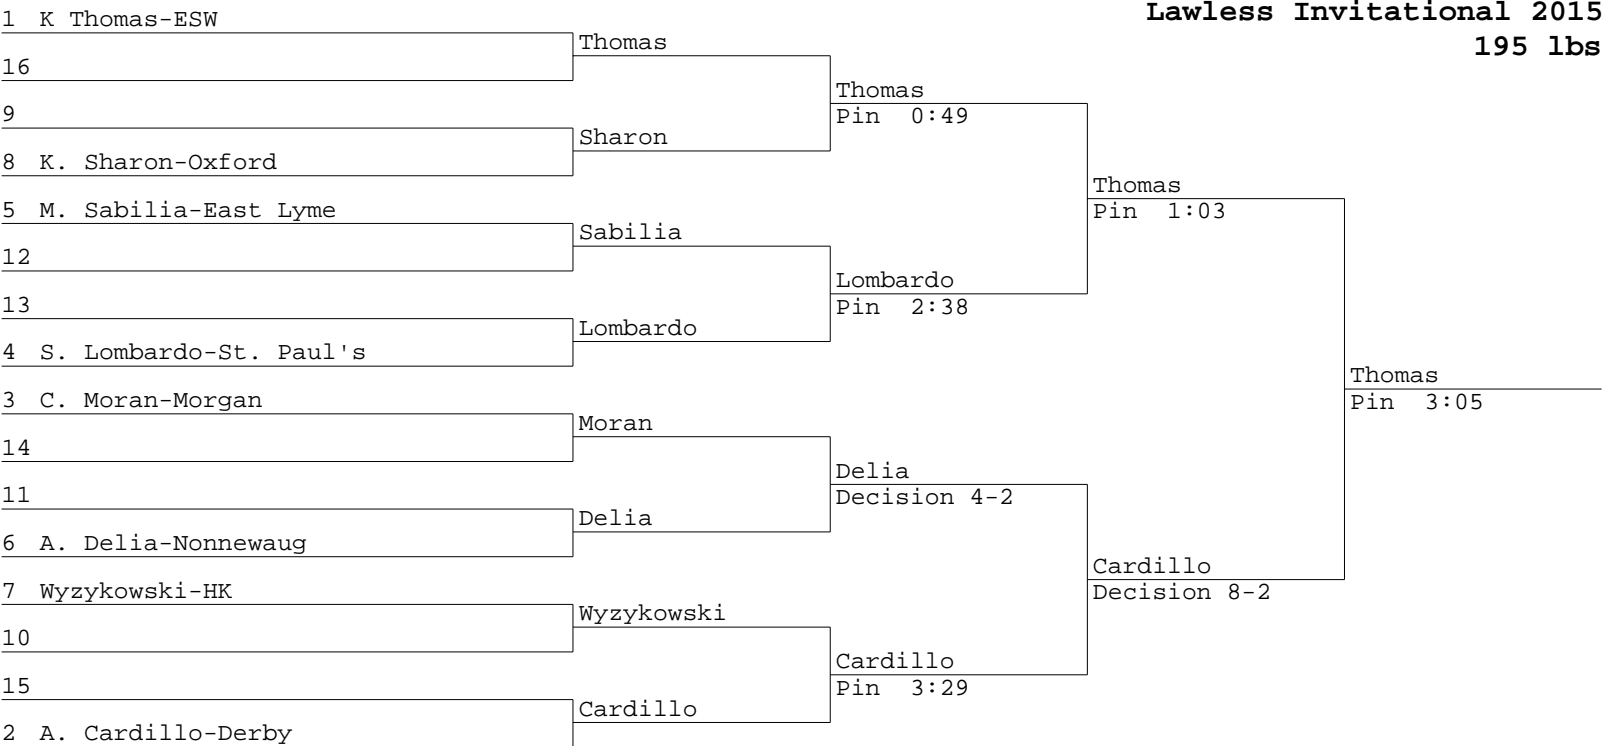 Lawless Invitational 2015
195 lbs
1 K Thomas-ESW
16
9
8 K. Sharon-Oxford
5 M. Sabilia-East Lyme
12
13
4 S. Lombardo-St. Paul's
3 C. Moran-Morgan
14
11
6 A. Delia-Nonnewaug
7 Wyzykowski-HK
10
15
2 A. Cardillo-Derby
Thomas
Sharon
Sabilia
Lombardo
Moran
Delia
Wyzykowski
Cardillo
Thomas
Pin 0:49
Lombardo
Pin 2:38
Delia
Decision 4-2
Cardillo
Pin 3:29
Thomas
Pin 1:03
Cardillo
Decision 8-2
Thomas
Pin 3:05